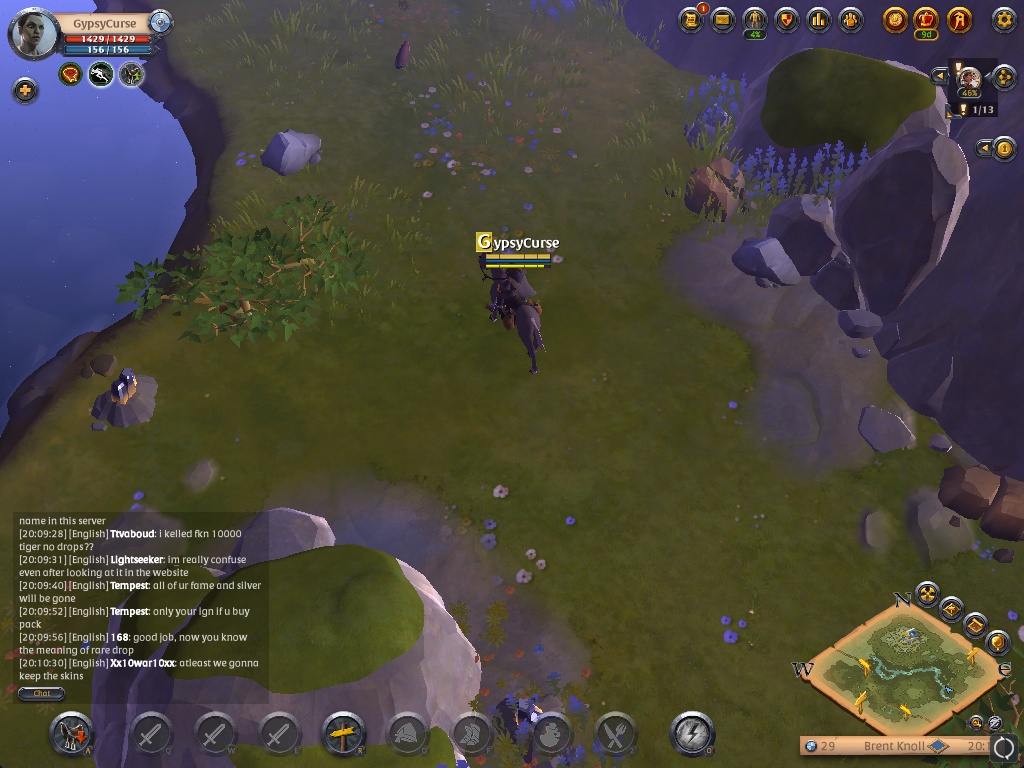 GypsyCurse
1429 / 1429
156 / 156
1
4%
9d
46%
1/13
1
GypsyCurse
name in this server
[20:09:28] [English] Ttvaboud: i kelled fkn 10000
tiger no drops??
[20:09:31] [English] Lightseeker: im really confuse
even after looking at it in the website
[20:09:40] [English] Tempest: all of ur fame and silver
will be gone
[20:09:52] [English] Tempest: only your ign if u buy
pack
[20:09:56] [English] 168: good job, now you know
the meaning of rare drop
[20:10:30] [English] Xx10war10xx: atleast we gonna
keep the skins
Chat
N
W
E
A
Q
W
E
R
D
F
29
Brent Knoll